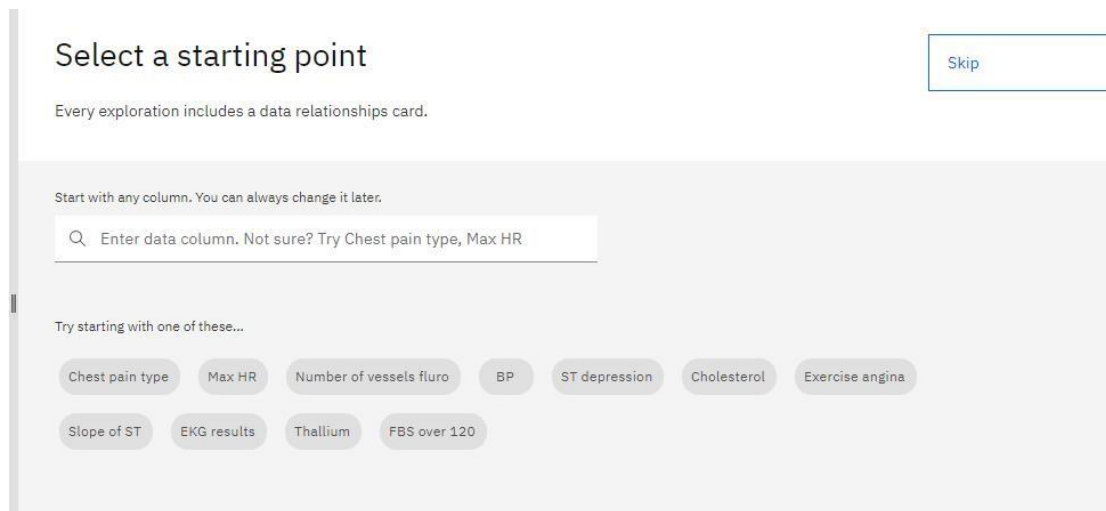 Select a starting point
Skip
Every exploration includes a data relationships card.
Start with any column. You can always change it later.
Enter data column. Not sure? Try Chest pain type, Max HR
Try starting with one of these...
Chest pain type Max HR Number of vessels fluro BP ST depression Cholesterol Exercise angina
Slope of ST EKG results Thallium FBS over 120